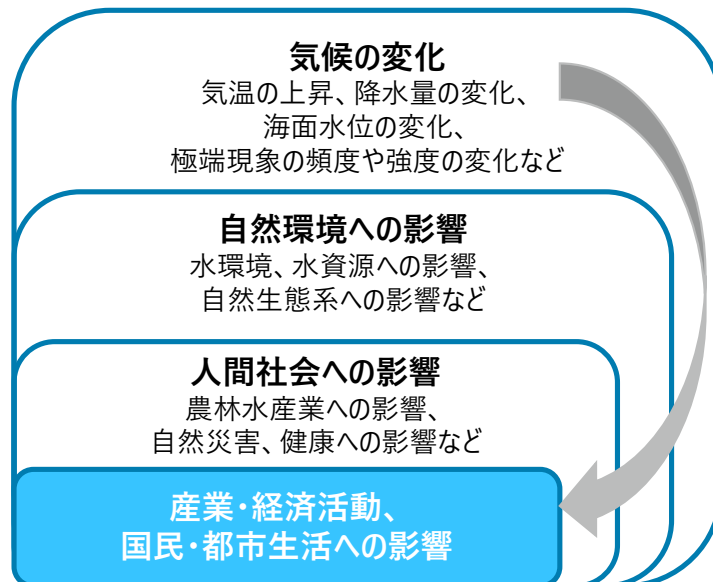 気候の変化
気温の上昇、降水量の変化、
海面水位の変化、
極端現象の頻度や強度の変化など
自然環境への影響
水環境、水資源への影響、
自然生態系への影響など
人間社会への影響
農林水産業への影響、
自然災害、健康への影響など
産業・経済活動、
国民・都市生活への影響